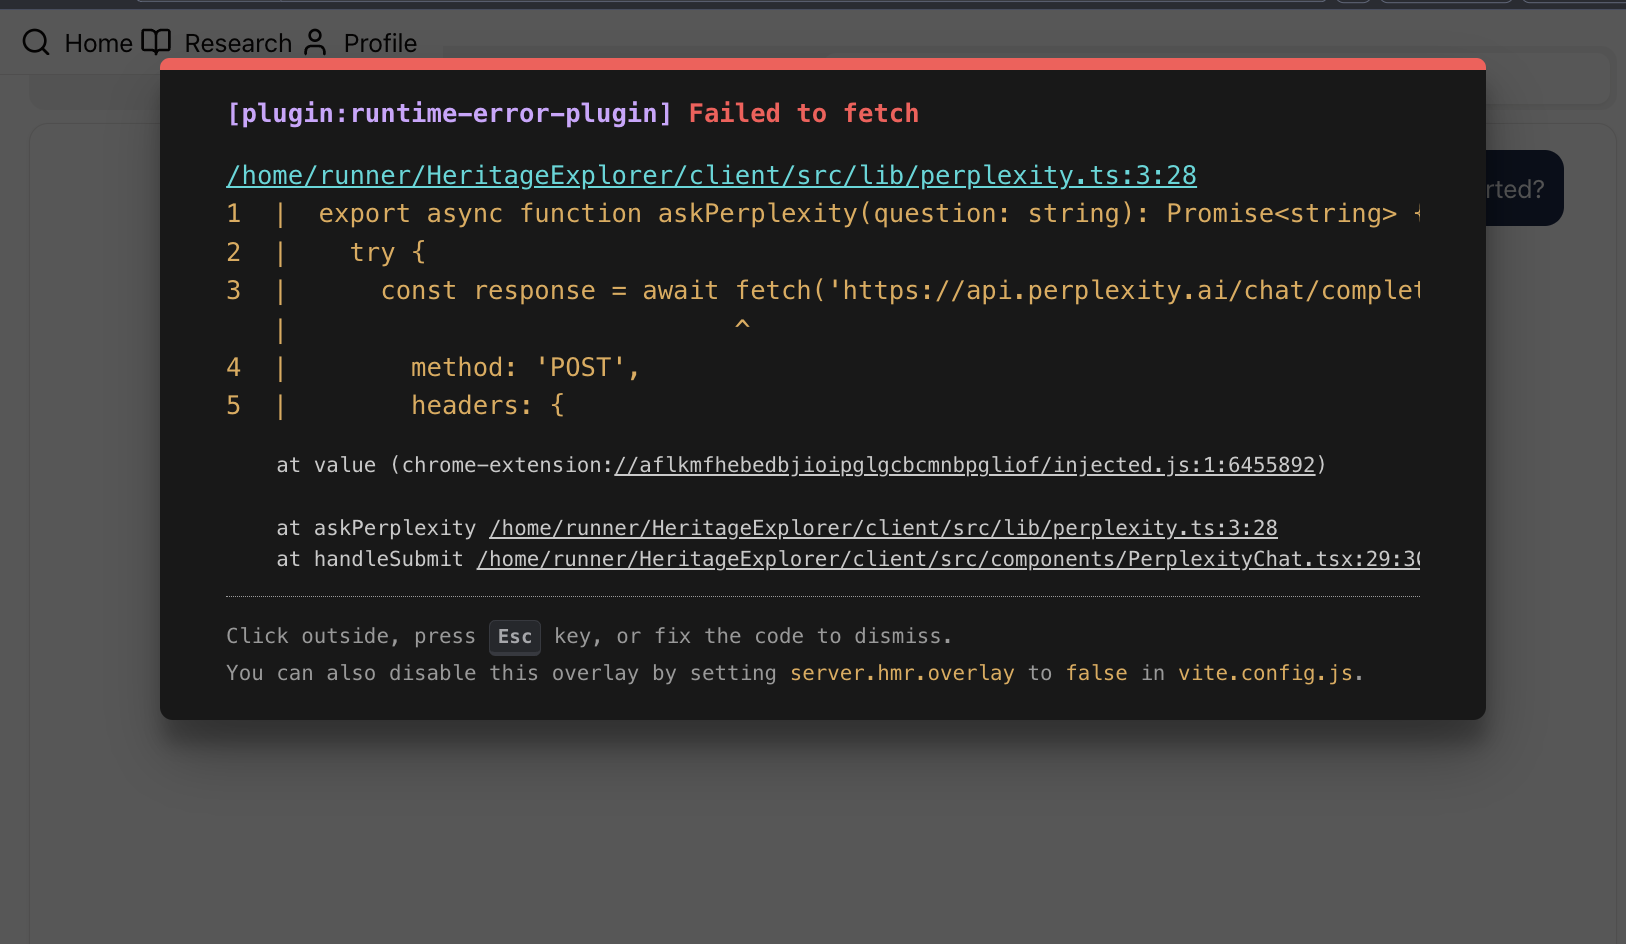 Home Research Profile
[plugin:runtime-error-plugin] Failed to fetch
/home/runner/HeritageExplorer/client/src/lib/perplexity.ts:3:28
1 | export async function askPerplexity(question: string): Promise<string> {
2 | try {
3 | const response = await fetch('https://api.perplexity.ai/chat/complet
| ^
4 | method: 'POST',
5 | headers: {
rted?
at value (chrome-extension://aflkmfhebedbjioipglgcbcmnbpgliof/injected.js:1:6455892)
at askPerplexity /home/runner/HeritageExplorer/client/src/lib/perplexity.ts:3:28
at handleSubmit /home/runner/HeritageExplorer/client/src/components/PerplexityChat.tsx:29:30
Click outside, press Esc key, or fix the code to dismiss.
You can also disable this overlay by setting server.hmr.overlay to false in vite.config.js.